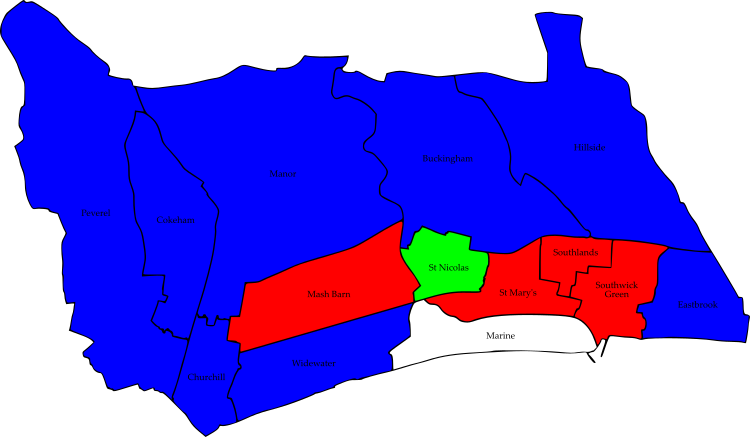 Hillside
Buckingham
Manor
Peverel
Cokeham
Southlands
St Nicolas
Mash Barn
St Mary's
Southwick
Green
Eastbrook
Marine
Widewater
Churchill